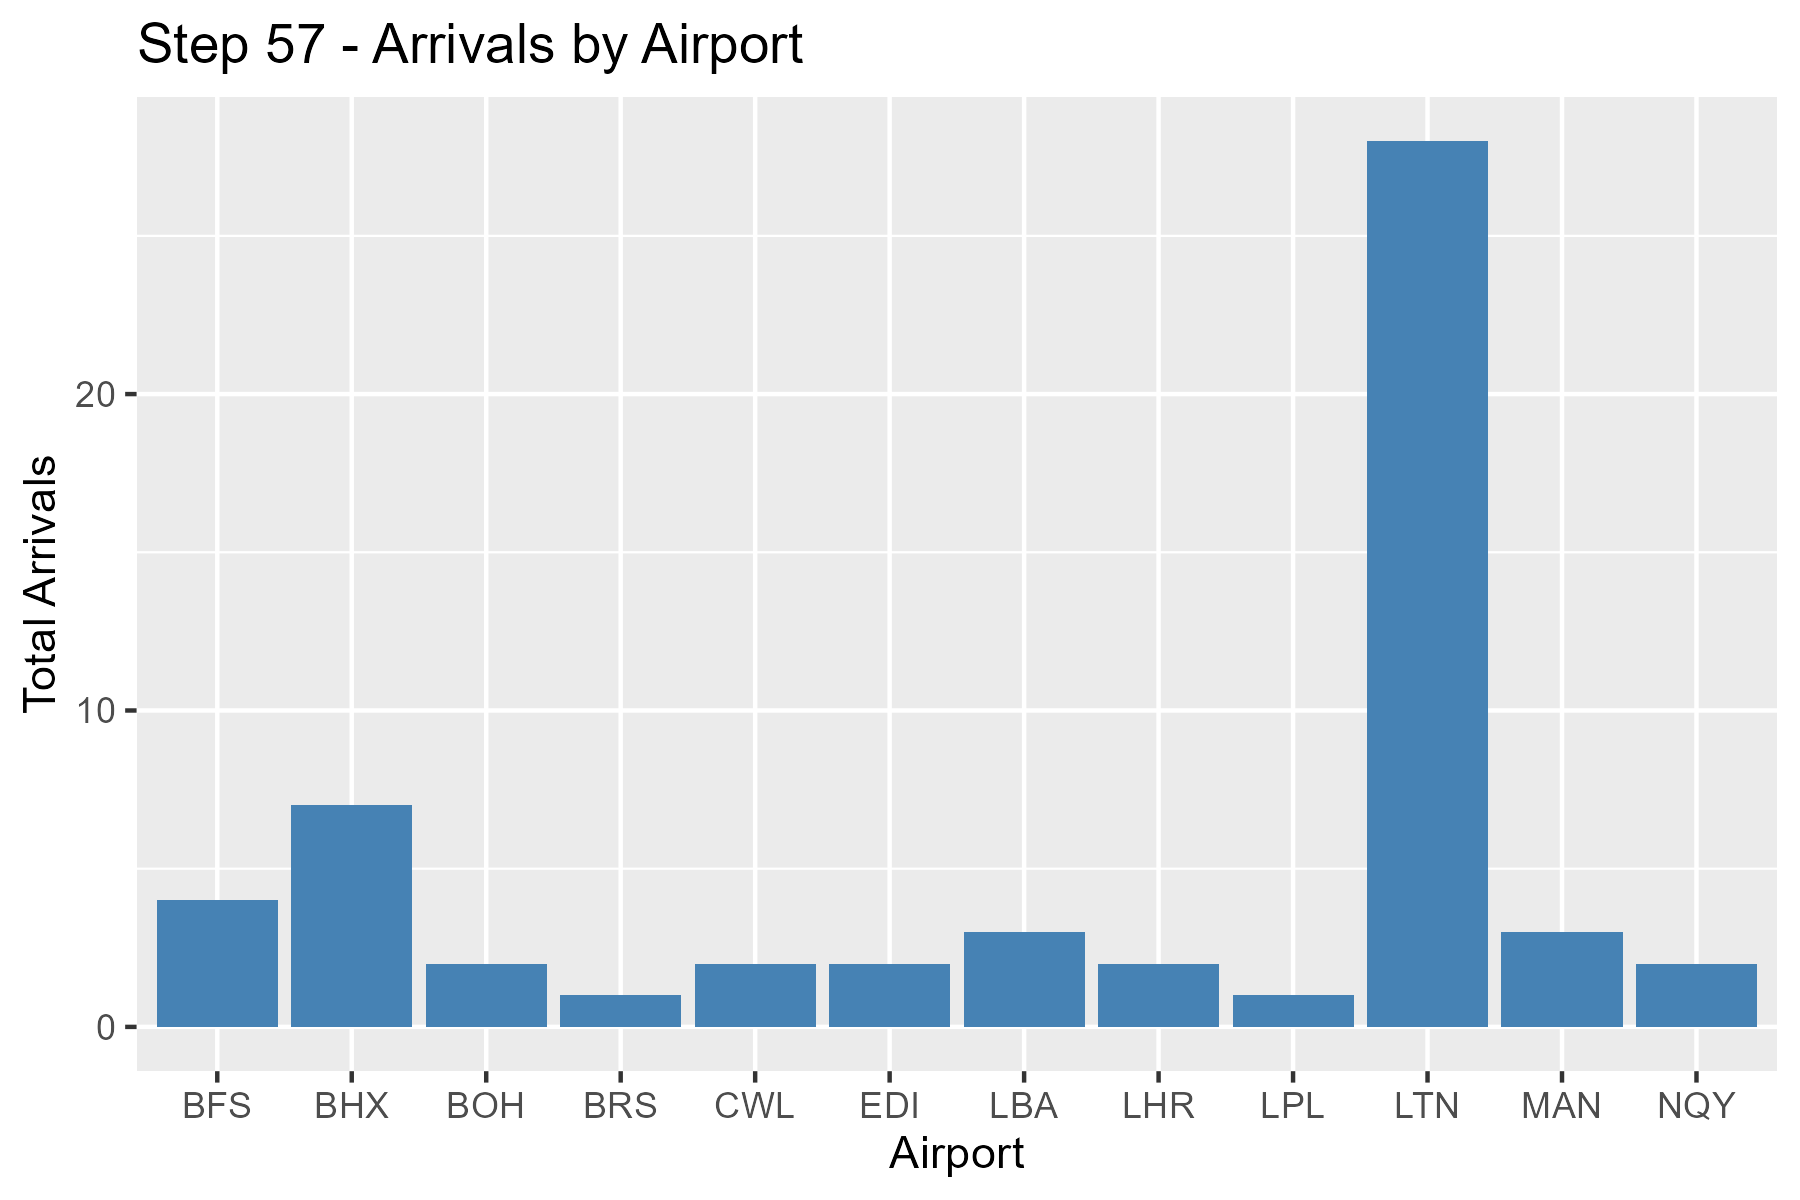 Step 57 - Arrivals by Airport
Total Arrivals
20
10
0
BFS BHX BOH BRS CWL EDI LBA LHR LPL LTN MAN NQY
Airport